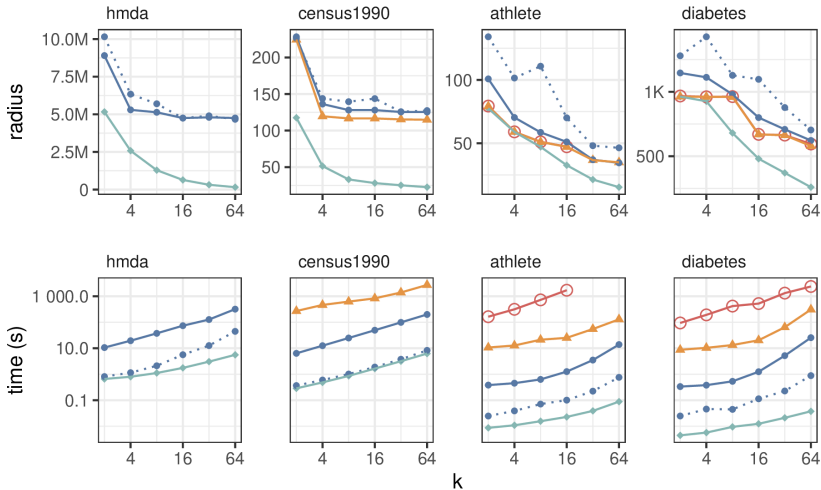 hmda census1990 athlete diabetes
radius
10.0M
7.5M
5.0M
2.5M
0
200
150
100
50
100
50
1K
500
4 16 64 4 16 64 4 16 64 4 16 64
hmda census1990 athlete diabetes
time (s)
1 000.0
10.0
0.1
4 16 64 4 16 64 4 16 64 4 16 64
k